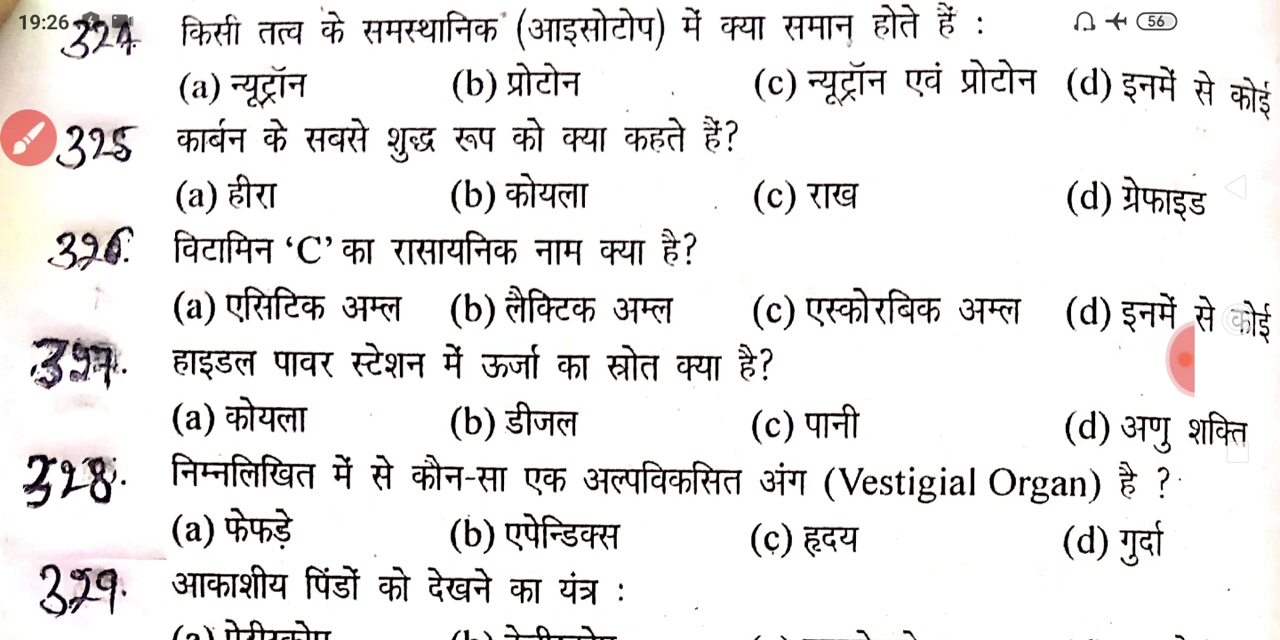 19:26 56
324 किसी तत्व के समस्थानिक (आइसोटोप) में क्या समान होते हैं :
(a) न्यूट्रॉन (b) प्रोटोन (c) न्यूट्रॉन एवं प्रोटोन (d) इनमें से कोई
325 कार्बन के सबसे शुद्ध रूप को क्या कहते हैं?
(a) हीरा (b) कोयला (c) राख (d) ग्रेफाइड
326. विटामिन ‘C’ का रासायनिक नाम क्या है?
(a) एसिटिक अम्ल (b) लैक्टिक अम्ल (c) एस्कोरबिक अम्ल (d) इनमें से कोई
327. हाइडल पावर स्टेशन में ऊर्जा का स्रोत क्या है?
(a) कोयला (b) डीजल (c) पानी (d) अणु शक्ति
328. निम्नलिखित में से कौन-सा एक अल्पविकसित अंग (Vestigial Organ) है ?
(a) फेफड़े (b) एपेन्डिक्स (c) हृदय (d) गुर्दा
329. आकाशीय पिंडों को देखने का यंत्र :
(a) (b)